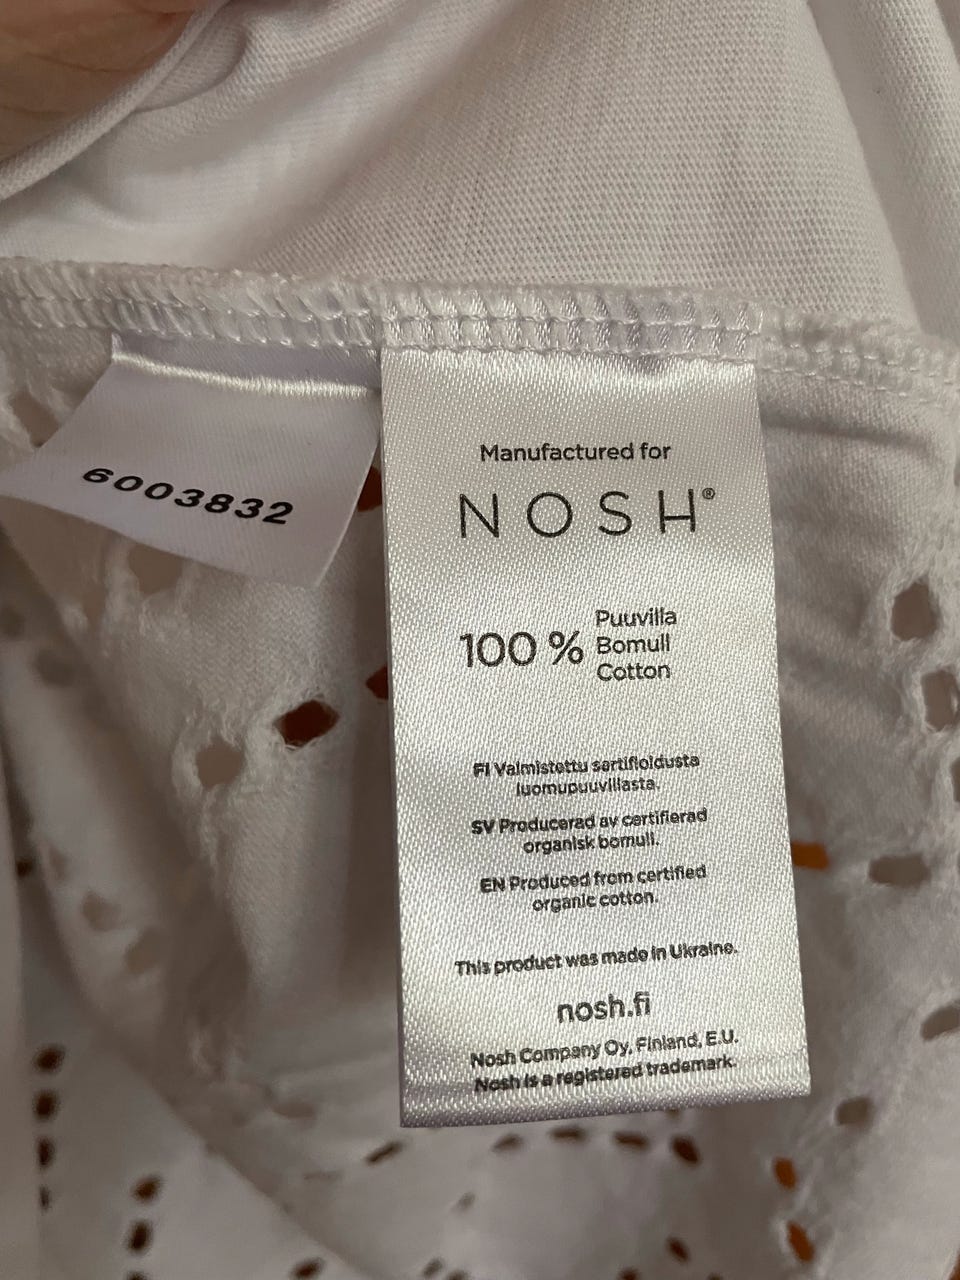 6003832
Manufactured for
NOSH®
100 % Puuvilla
Bomull
Cotton
FI Valmistettu sertifioidusta
luomupuuvillasta.
SV Producerad av certifierad
organisk bomull.
EN Produced from certified
organic cotton.
This product was made in Ukraine.
nosh.fi
Nosh Company Oy, Finland, E.U.
Nosh is a registered trademark.